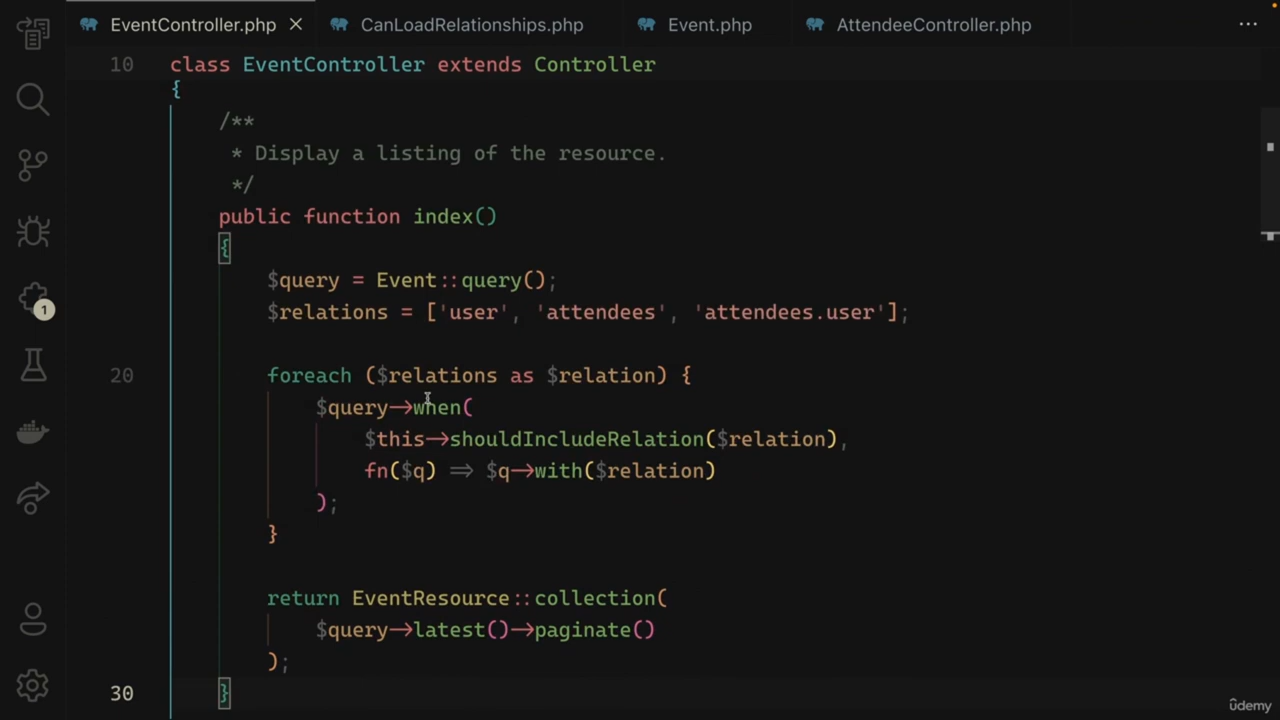 EventController.php CanLoadRelationships.php Event.php AttendeeController.php
10 class EventController extends Controller
{
/**
* Display a listing of the resource.
*/
public function index()
{
$query = Event::query();
$relations = ['user', 'attendees', 'attendees.user'];
20 foreach ($relations as $relation) {
$query->when(
$this->shouldIncludeRelation($relation),
fn($q) => $q->with($relation)
);
}
return EventResource::collection(
$query->latest()->paginate()
);
30 }
1
ûdemy